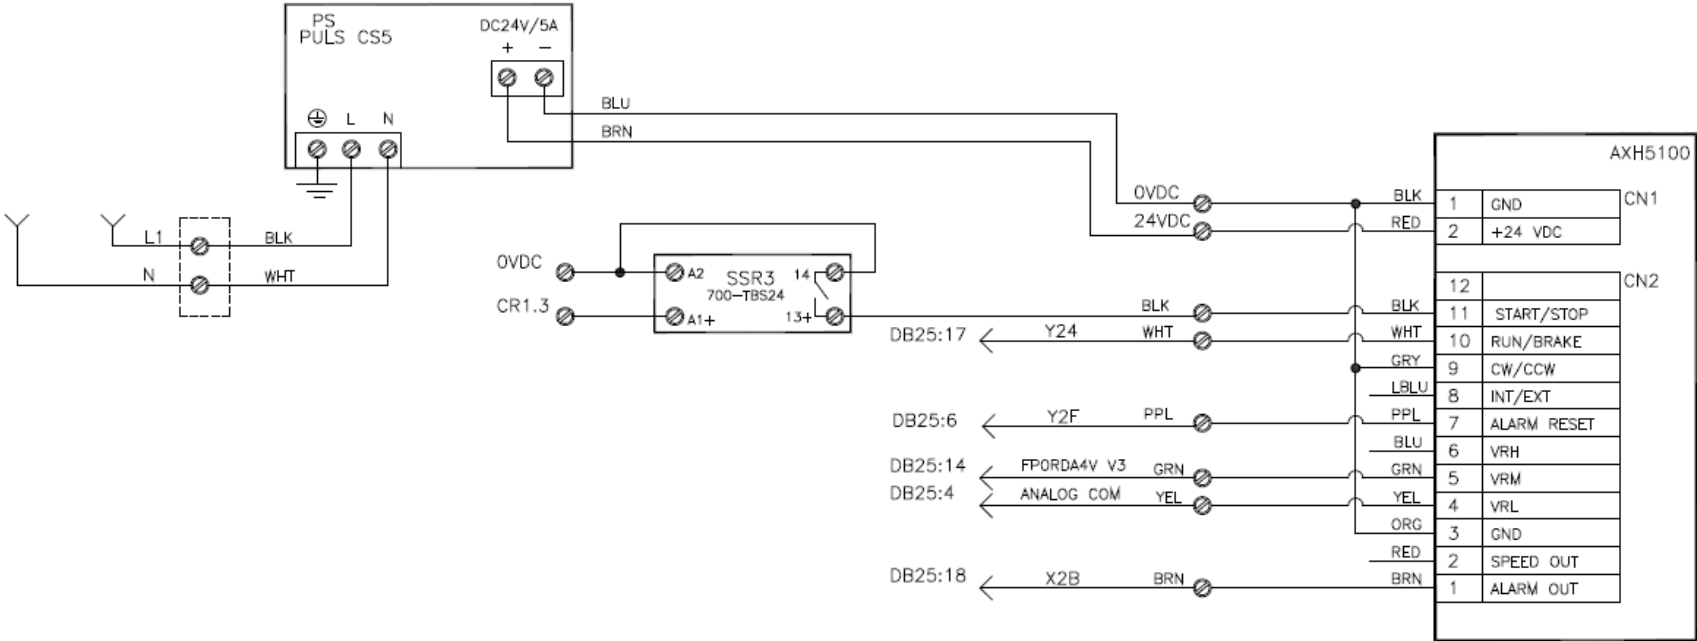 PS
PULS CS5
DC24V/5A
+ −
L N
BLU
BRN
L1 BLK
N WHT
0VDC
CR1.3
A2 SSR3 14
700−TBS24
A1+ 13+
0VDC
24VDC
AXH5100
BLK 1 GND CN1
RED 2 +24 VDC
12 CN2
BLK BLK 11 START/STOP
DB25:17 Y24 WHT WHT 10 RUN/BRAKE
GRY 9 CW/CCW
LBLU 8 INT/EXT
DB25:6 Y2F PPL PPL 7 ALARM RESET
BLU 6 VRH
DB25:14 FPORDA4V V3 GRN GRN 5 VRM
DB25:4 ANALOG COM YEL YEL 4 VRL
ORG 3 GND
RED 2 SPEED OUT
DB25:18 X2B BRN BRN 1 ALARM OUT